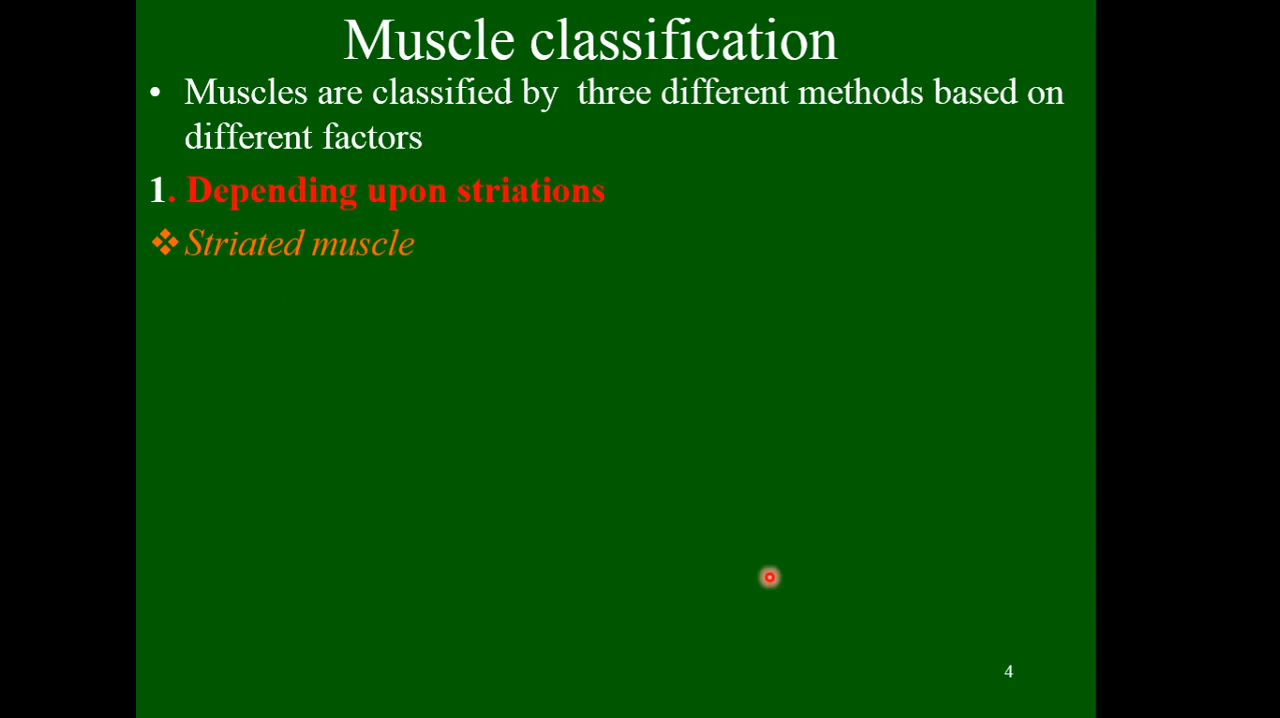 Muscle classification
• Muscles are classified by three different methods based on
different factors
1. Depending upon striations
❖ Striated muscle
4